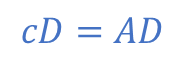 cD = AD